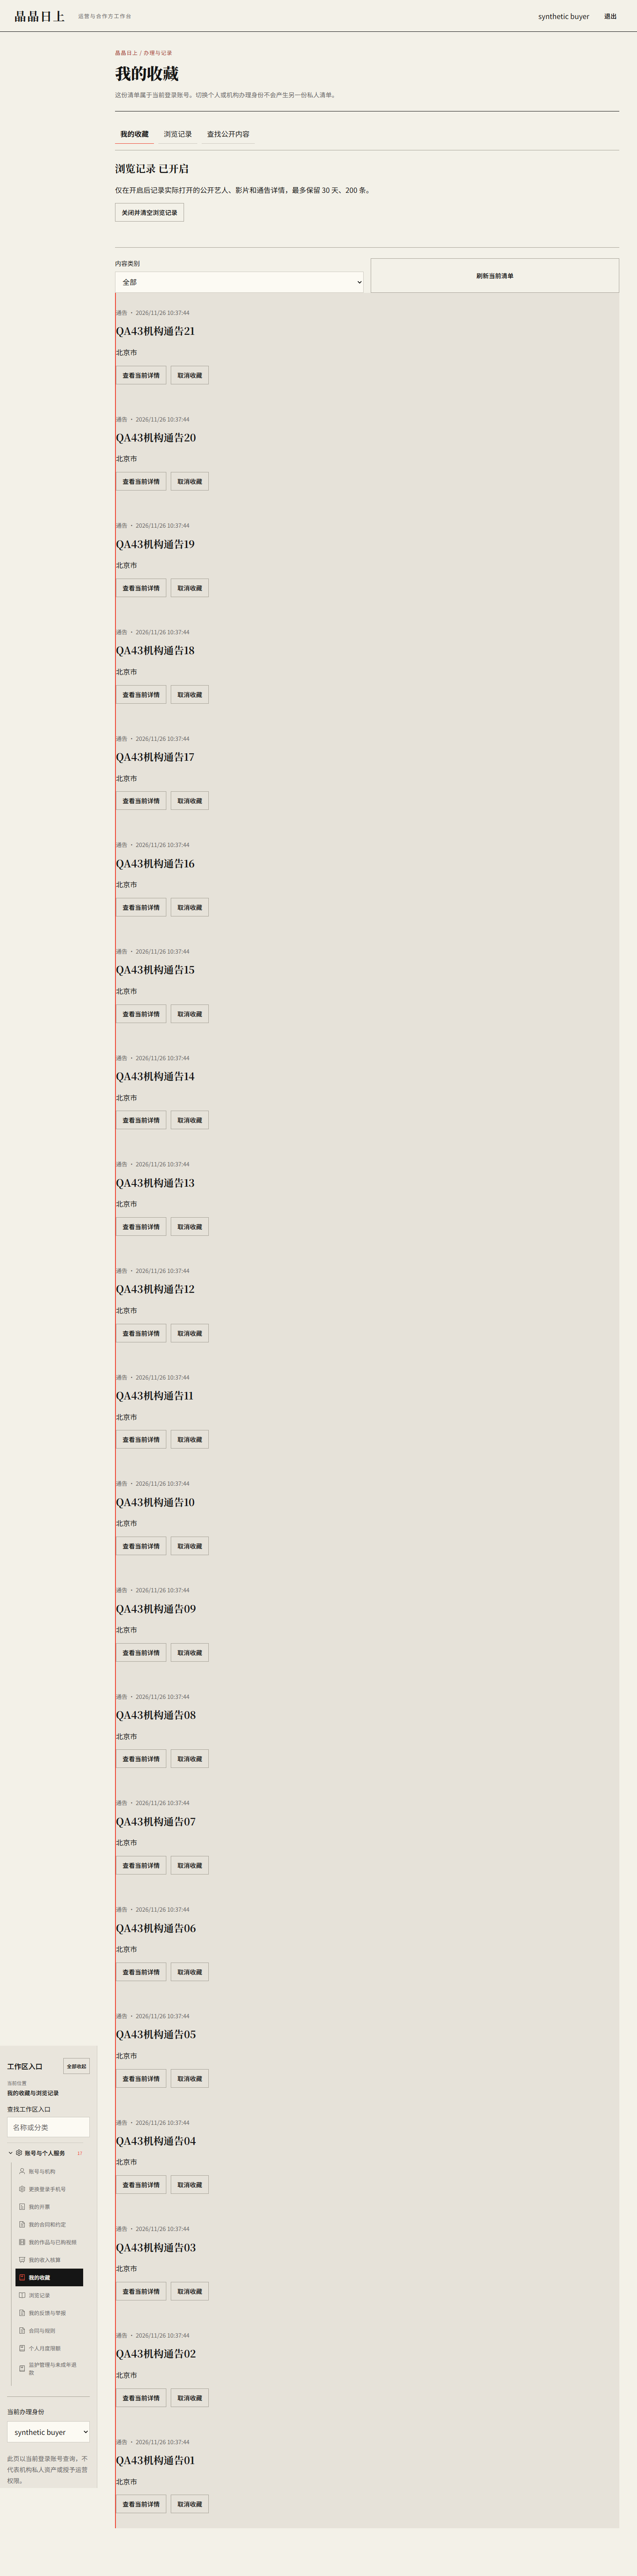 晶晶日上
运营与合作方工作台
synthetic buyer
退出
晶晶日上 / 办理与记录
我的收藏
这份清单属于当前登录账号。切换个人或机构办理身份不会产生另一份私人清单。
我的收藏
浏览记录
查找公开内容
浏览记录 已开启
仅在开启后记录实际打开的公开艺人、影片和通告详情，最多保留 30 天、200 条。
关闭并清空浏览记录
内容类别
全部
刷新当前清单
通告 · 2026/11/26 10:37:44
QA43机构通告21
北京市
查看当前详情 取消收藏
通告 · 2026/11/26 10:37:44
QA43机构通告20
北京市
查看当前详情 取消收藏
通告 · 2026/11/26 10:37:44
QA43机构通告19
北京市
查看当前详情 取消收藏
通告 · 2026/11/26 10:37:44
QA43机构通告18
北京市
查看当前详情 取消收藏
通告 · 2026/11/26 10:37:44
QA43机构通告17
北京市
查看当前详情 取消收藏
通告 · 2026/11/26 10:37:44
QA43机构通告16
北京市
查看当前详情 取消收藏
通告 · 2026/11/26 10:37:44
QA43机构通告15
北京市
查看当前详情 取消收藏
通告 · 2026/11/26 10:37:44
QA43机构通告14
北京市
查看当前详情 取消收藏
通告 · 2026/11/26 10:37:44
QA43机构通告13
北京市
查看当前详情 取消收藏
通告 · 2026/11/26 10:37:44
QA43机构通告12
北京市
查看当前详情 取消收藏
通告 · 2026/11/26 10:37:44
QA43机构通告11
北京市
查看当前详情 取消收藏
通告 · 2026/11/26 10:37:44
QA43机构通告10
北京市
查看当前详情 取消收藏
通告 · 2026/11/26 10:37:44
QA43机构通告09
北京市
查看当前详情 取消收藏
通告 · 2026/11/26 10:37:44
QA43机构通告08
北京市
查看当前详情 取消收藏
通告 · 2026/11/26 10:37:44
QA43机构通告07
北京市
查看当前详情 取消收藏
通告 · 2026/11/26 10:37:44
QA43机构通告06
北京市
查看当前详情 取消收藏
通告 · 2026/11/26 10:37:44
QA43机构通告05
北京市
查看当前详情 取消收藏
通告 · 2026/11/26 10:37:44
QA43机构通告04
北京市
查看当前详情 取消收藏
通告 · 2026/11/26 10:37:44
QA43机构通告03
北京市
查看当前详情 取消收藏
通告 · 2026/11/26 10:37:44
QA43机构通告02
北京市
查看当前详情 取消收藏
通告 · 2026/11/26 10:37:44
QA43机构通告01
北京市
查看当前详情 取消收藏
工作区入口
全部收起
当前位置
我的收藏与浏览记录
查找工作区入口
名称或分类
账号与个人服务
账号与机构
更换登录手机号
我的开票
我的合同和约定
我的作品与已购视频
我的收入核算
我的收藏
浏览记录
我的反馈与举报
合同与规则
个人月度限额
监护管理与未成年退
款
当前办理身份
synthetic buyer
此页以当前登录账号查询，不
代表机构私人资产或授予运营
权限。